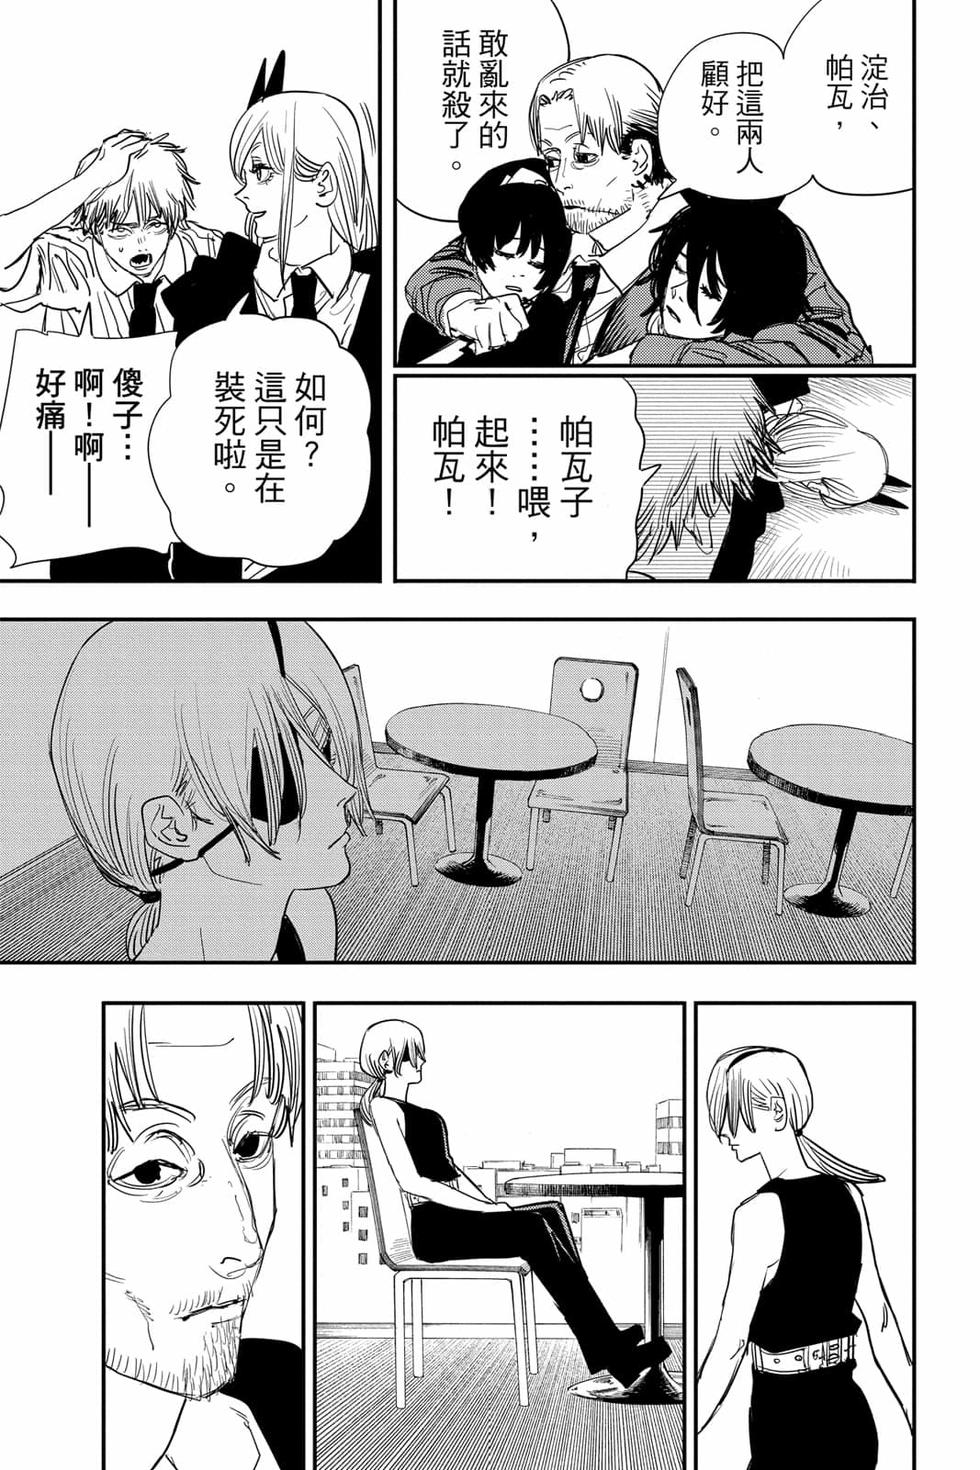 淀治、
帕瓦，
把這兩人
顧好。
敢亂來的
話就殺了。
帕瓦子
……喂，
起來！
帕瓦！
如何？
這只是在
裝死啦。
傻子…
啊！啊——
好痛——